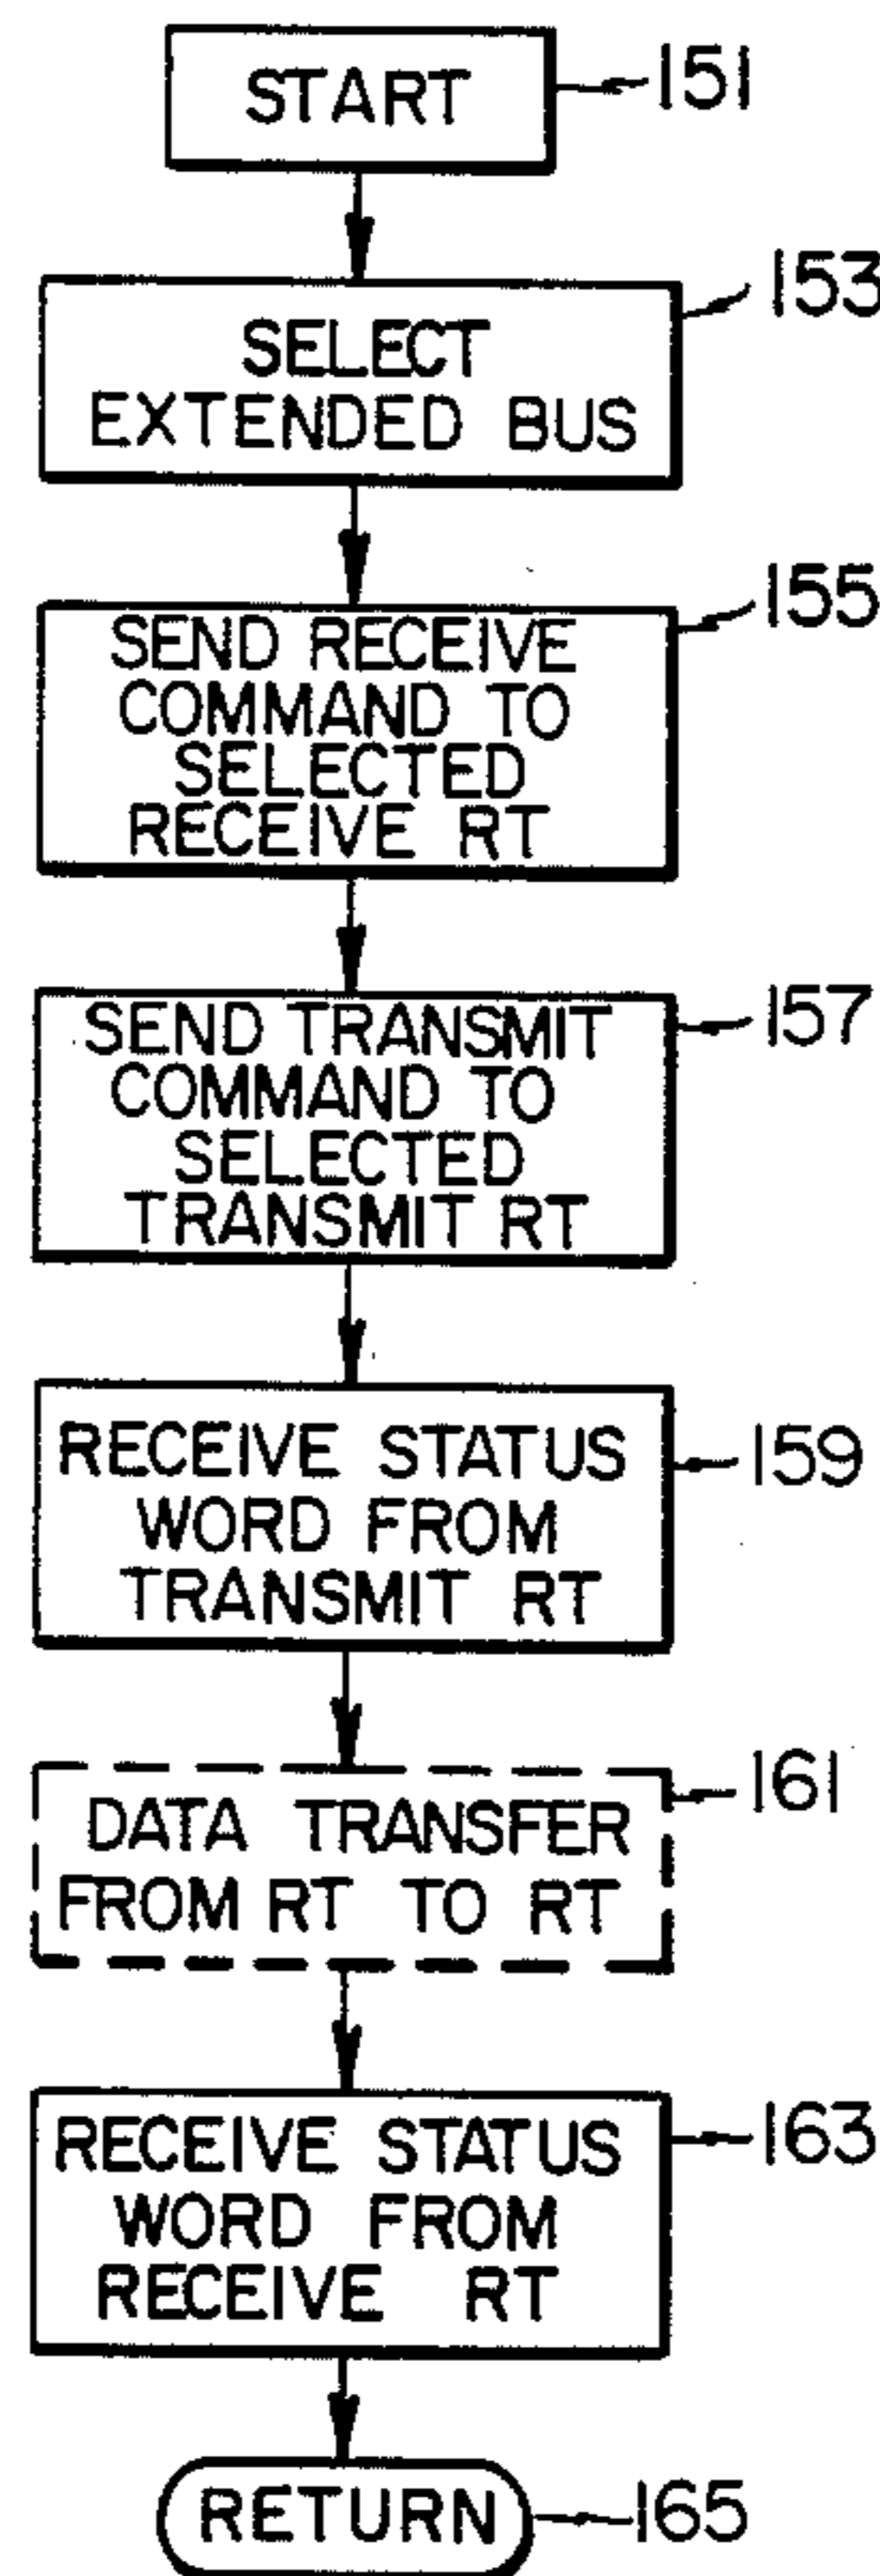 START
151
SELECT
EXTENDED BUS
153
SEND RECEIVE
COMMAND TO
SELECTED
RECEIVE RT
155
SEND TRANSMIT
COMMAND TO
SELECTED
TRANSMIT RT
157
RECEIVE STATUS
WORD FROM
TRANSMIT RT
159
DATA TRANSFER
FROM RT TO RT
161
RECEIVE STATUS
WORD FROM
RECEIVE RT
163
RETURN
165